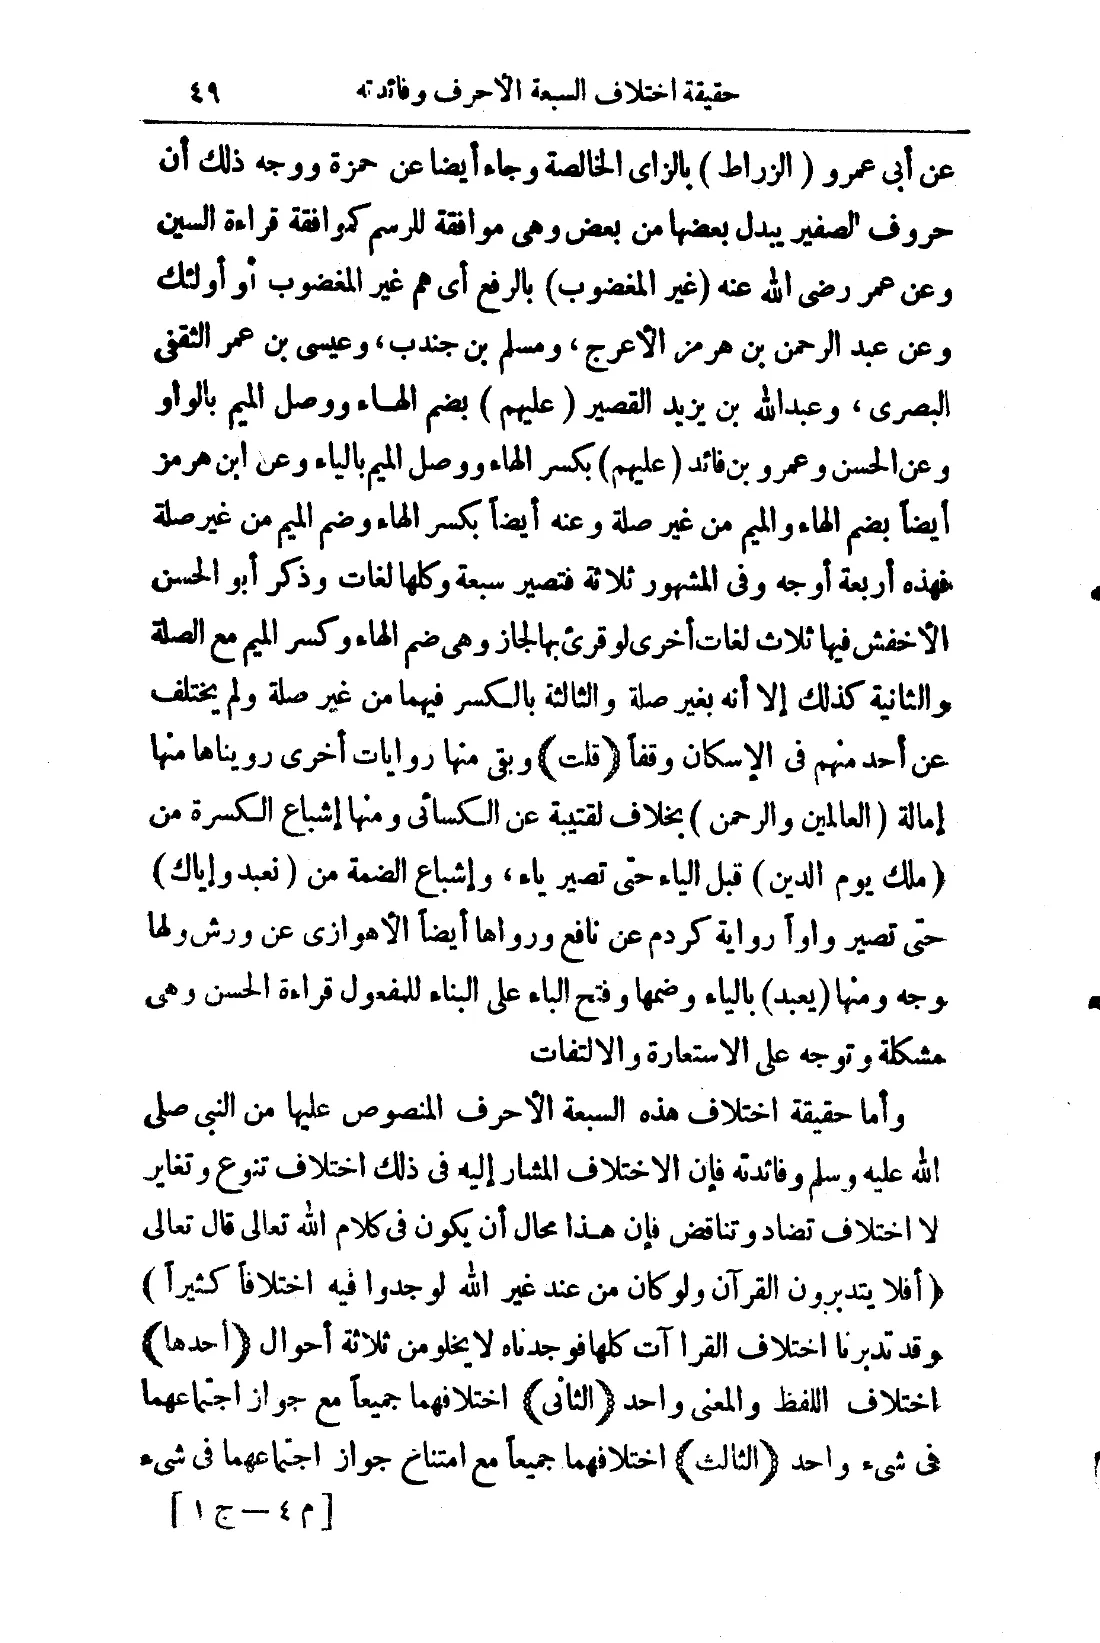 حقيقة اختلاف السبعة الأحرف وفائدته ٤٩
عن أبى عمرو ( الزراط ) بالزاى الخالصة وجاء أيضا عن حمزة ووجه ذلك أن
حروف الصفير يبدل بعضها من بعض وهى موافقة للرسم كموافقة قراءة السين
وعن عمر رضى الله عنه (غير المغضوب) بالرفع أى هم غير المغضوب أو أولئك
وعن عبد الرحمن بن هرمز الأعرج ، ومسلم بن جندب، وعيسى بن عمر الثقفى
البصرى ، وعبدالله بن يزيد القصير ( عليهم ) بضم الهاء ووصل الميم بالواو
وعن الحسن وعمرو بن فائد (عليهم) بكسر الهاء ووصل الميم بالياء وعن ابن هرمز
أيضاً بضم الهاء والميم من غير صلة وعنه أيضاً بكسر الهاء وضم الميم من غير صلة
فهذه أربعة أوجه وفى المشهور ثلاثة فتصير سبعة وكلها لغات وذكر أبو الحسن
الأخفش فيها ثلاث لغات أخرى لو قرئ بها لجاز وهى ضم الهاء وكسر الميم مع الصلة
والثانية كذلك إلا أنه بغير صلة والثالثة بالكسر فيهما من غير صلة ولم يختلف
عن أحد منهم فى الإسكان وقفاً (قلت) وبقى منها روايات أخرى رويناها منها
إمالة ( العالمين والرحمن ) بخلاف لقتيبة عن الكسائى ومنها إشباع الكسرة من
( ملك يوم الدين ) قبل الياء حتى تصير ياء ، وإشباع الضمة من ( نعبد وإياك )
حتى تصير واواً رواية كردم عن نافع ورواها أيضاً الأهوازى عن ورش ولها
وجه ومنها (يعبد) بالياء وضمها وفتح الباء على البناء للمفعول قراءة الحسن وهى
مشكلة وتوجه على الاستعارة والالتفات
وأما حقيقة اختلاف هذه السبعة الأحرف المنصوص عليها من النبى صلى
الله عليه وسلم وفائدته فإن الاختلاف المشار إليه فى ذلك اختلاف تنوع وتغاير
لا اختلاف تضاد وتناقض فإن هذا محال أن يكون فى كلام الله تعالى قال تعالى
( أفلا يتدبرون القرآن ولو كان من عند غير الله لوجدوا فيه اختلافاً كثيراً )
وقد تدبرنا اختلاف القراآت كلها فوجدناه لا يخلو من ثلاثة أحوال (أحدها)
اختلاف اللفظ والمعنى واحد (الثانى) اختلافهما جميعاً مع جواز اجتماعهما
فى شىء واحد (الثالث) اختلافهما جميعاً مع امتناع جواز اجتماعهما فى شىء
[م ٤ – ج ١]